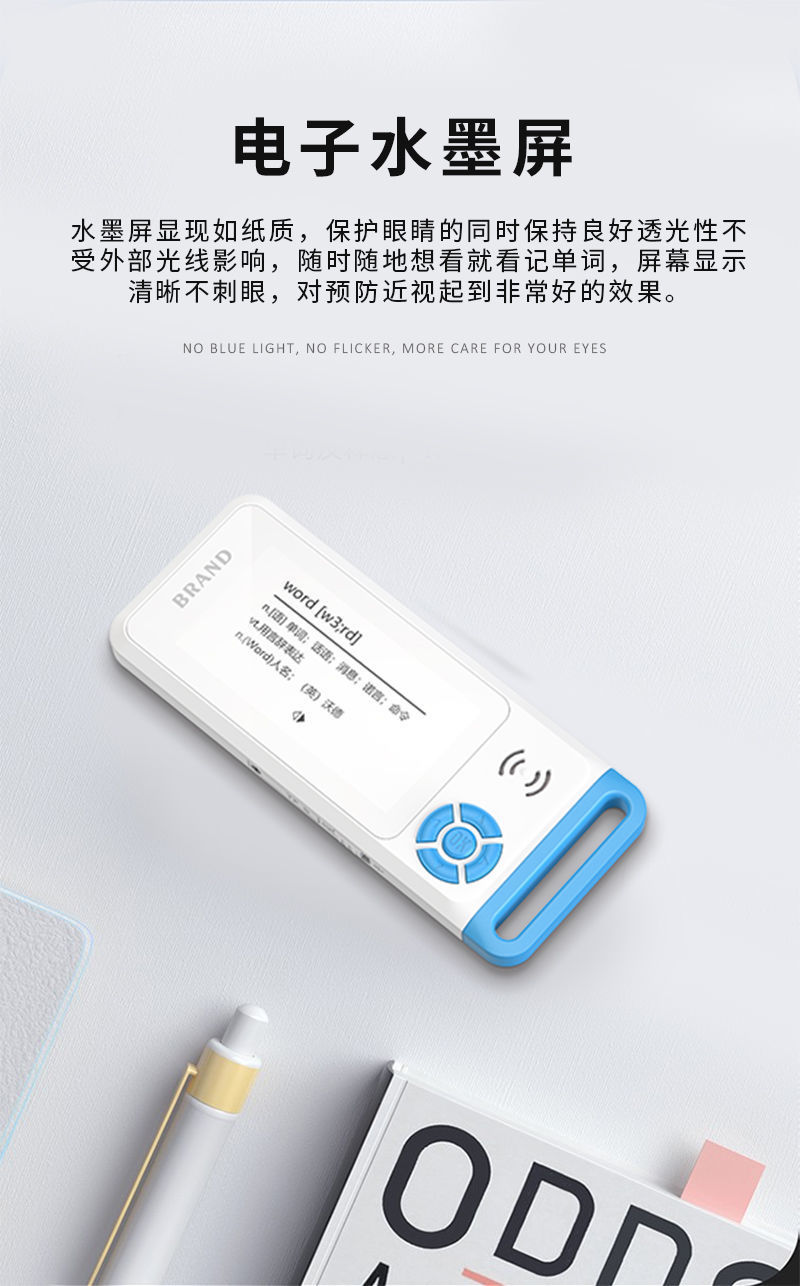 电子水墨屏
水墨屏显现如纸质，保护眼睛的同时保持良好透光性不
受外部光线影响，随时随地想看就看记单词，屏幕显示
清晰不刺眼，对预防近视起到非常好的效果。
NO BLUE LIGHT, NO FLICKER, MORE CARE FOR YOUR EYES
BRAND
word [w3;rd]
n.[语] 单词；话语；消息；诺言；命令
vt.用言辞表达
n.(Word)人名；（英）沃德
OK